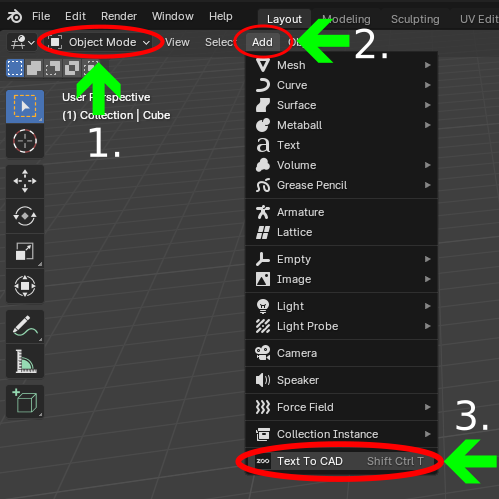 File Edit Render Window Help Layout Modeling Sculpting UV Edit
Object Mode View Select Add
2.
User Perspective
(1) Collection | Cube
1.
Mesh
Curve
Surface
Metaball
Text
Volume
Grease Pencil
Armature
Lattice
Empty
Image
Light
Light Probe
Camera
Speaker
Force Field
Collection Instance
3.
ZOO Text To CAD Shift Ctrl T